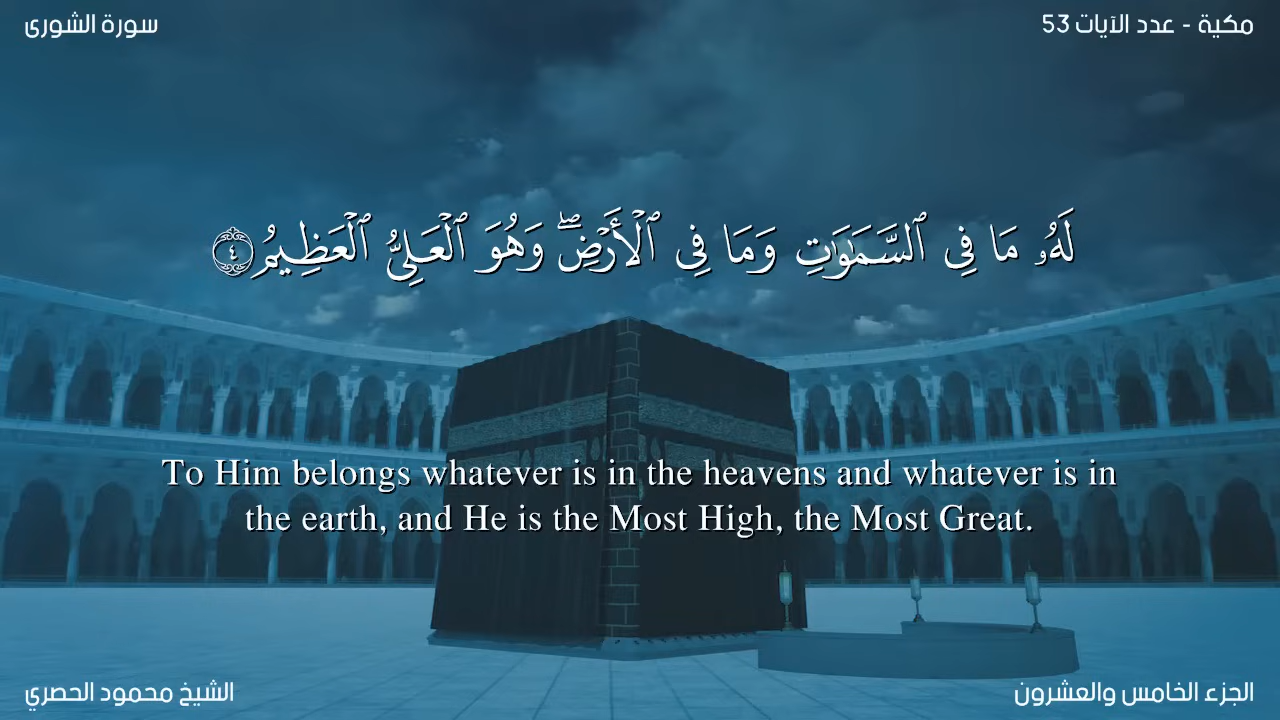 مكية - عدد الآيات 53
سورة الشورى
لَهُۥ مَا فِى ٱلسَّمَـٰوَٰتِ وَمَا فِى ٱلْأَرْضِ ۖ وَهُوَ ٱلْعَلِىُّ ٱلْعَظِيمُ ٤
To Him belongs whatever is in the heavens and whatever is in
the earth, and He is the Most High, the Most Great.
الجزء الخامس والعشرون
الشيخ محمود الحصري